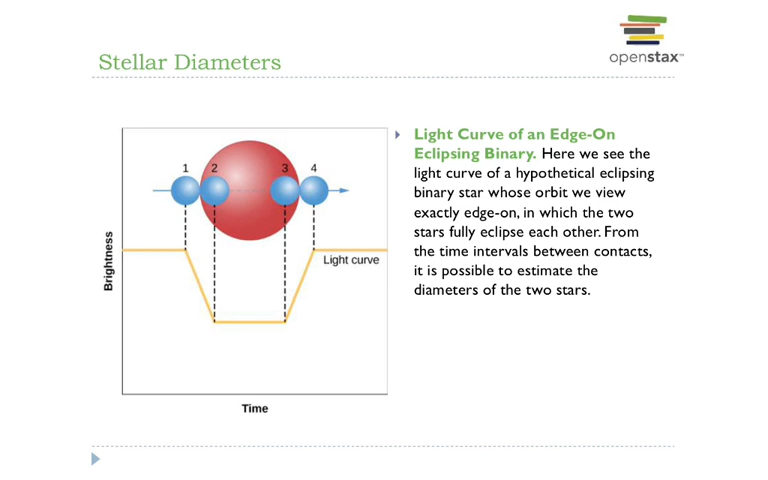 openstax™
Stellar Diameters
1 2 3 4
Brightness
Light curve
Time
Light Curve of an Edge-On
Eclipsing Binary. Here we see the
light curve of a hypothetical eclipsing
binary star whose orbit we view
exactly edge-on, in which the two
stars fully eclipse each other. From
the time intervals between contacts,
it is possible to estimate the
diameters of the two stars.